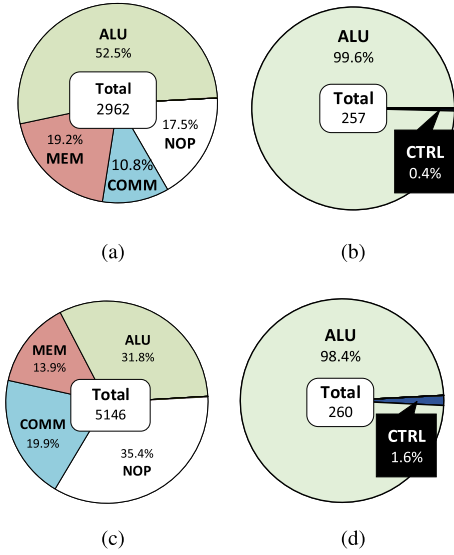 ALU
52.5%
Total
2962
17.5%
NOP
19.2%
MEM
10.8%
COMM
(a)
ALU
99.6%
Total
257
CTRL
0.4%
(b)
MEM
13.9%
ALU
31.8%
Total
5146
COMM
19.9%
35.4%
NOP
(c)
ALU
98.4%
Total
260
CTRL
1.6%
(d)